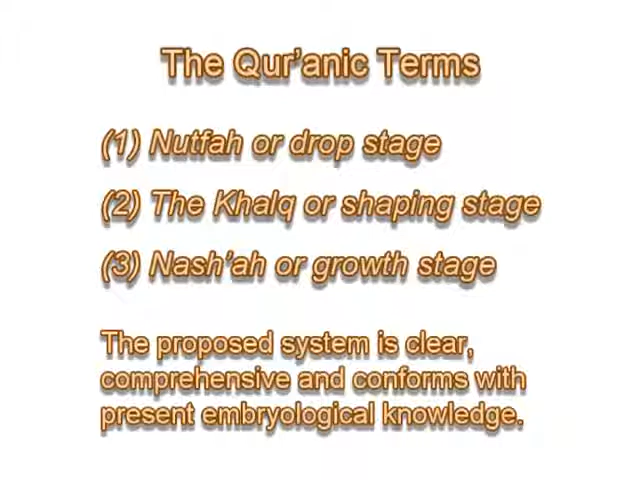 The Qur'anic Terms
(1) Nutfah or drop stage
(2) The Khalq or shaping stage
(3) Nash'ah or growth stage
The proposed system is clear,
comprehensive and conforms with
present embryological knowledge.